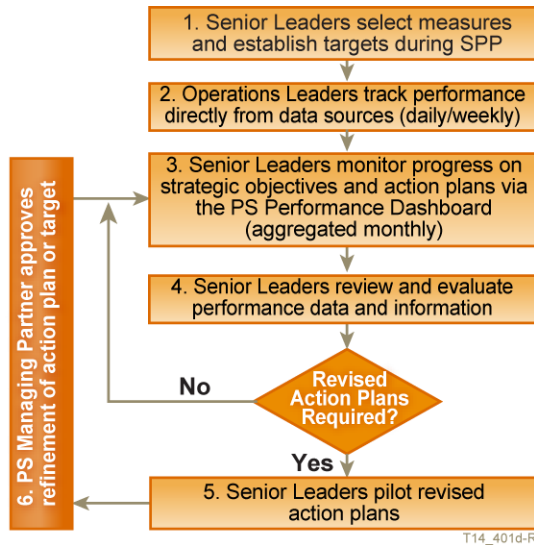 1. Senior Leaders select measures
and establish targets during SPP
2. Operations Leaders track performance
directly from data sources (daily/weekly)
3. Senior Leaders monitor progress on
strategic objectives and action plans via
the PS Performance Dashboard
(aggregated monthly)
4. Senior Leaders review and evaluate
performance data and information
Revised
Action Plans
Required?
No
Yes
5. Senior Leaders pilot revised
action plans
6. PS Managing Partner approves
refinement of action plan or target
T14_401d-R